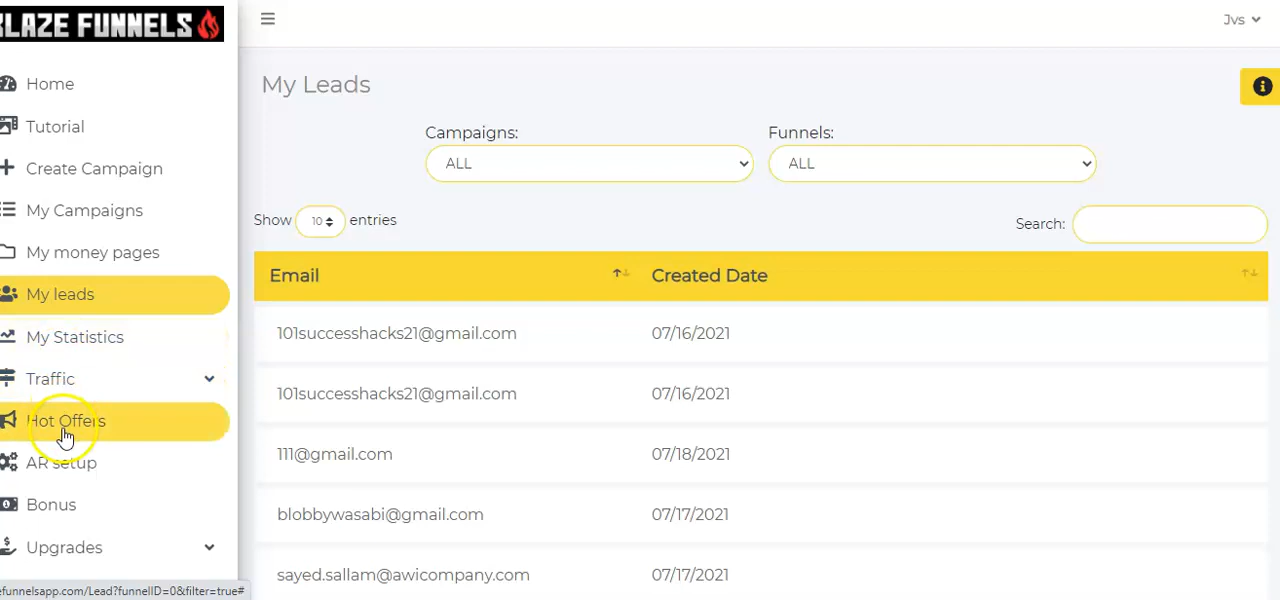 LAZE FUNNELS
Jvs
Home
Tutorial
Create Campaign
My Campaigns
My money pages
My leads
My Statistics
Traffic
Hot Offers
AR setup
Bonus
Upgrades
My Leads
Campaigns:
Funnels:
ALL
ALL
Show 10 entries
Search:
Email
Created Date
101successhacks21@gmail.com
07/16/2021
101successhacks21@gmail.com
07/16/2021
111@gmail.com
07/18/2021
blobbywasabi@gmail.com
07/17/2021
sayed.sallam@awicompany.com
07/17/2021
efunnelsapp.com/Lead?funnelID=0&filter=true#